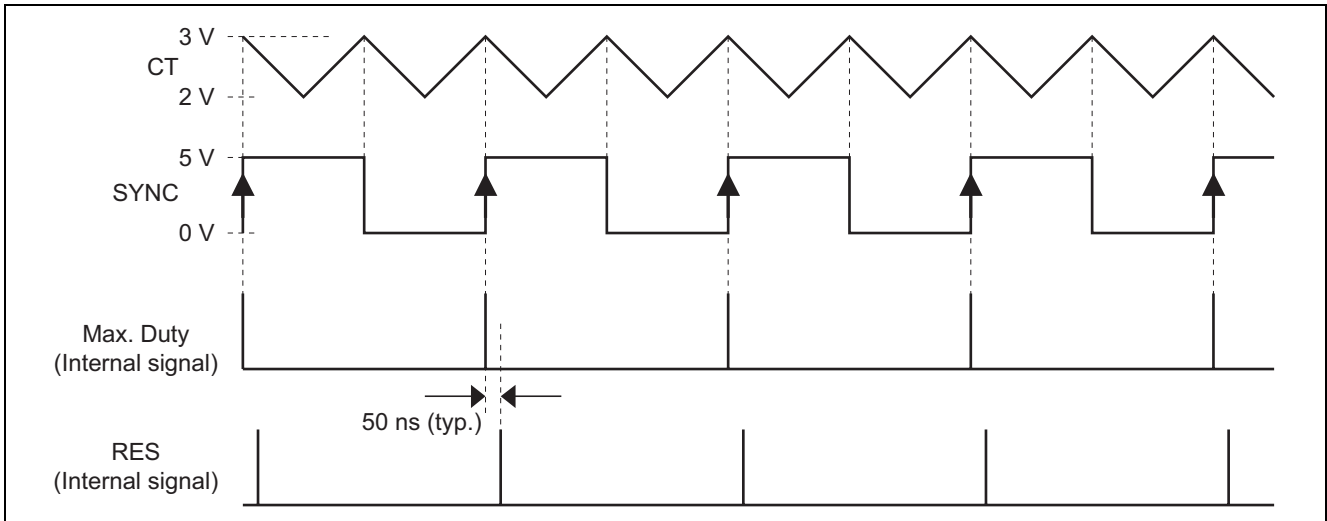 3 V
CT
2 V
5 V
SYNC
0 V
Max. Duty
(Internal signal)
50 ns (typ.)
RES
(Internal signal)